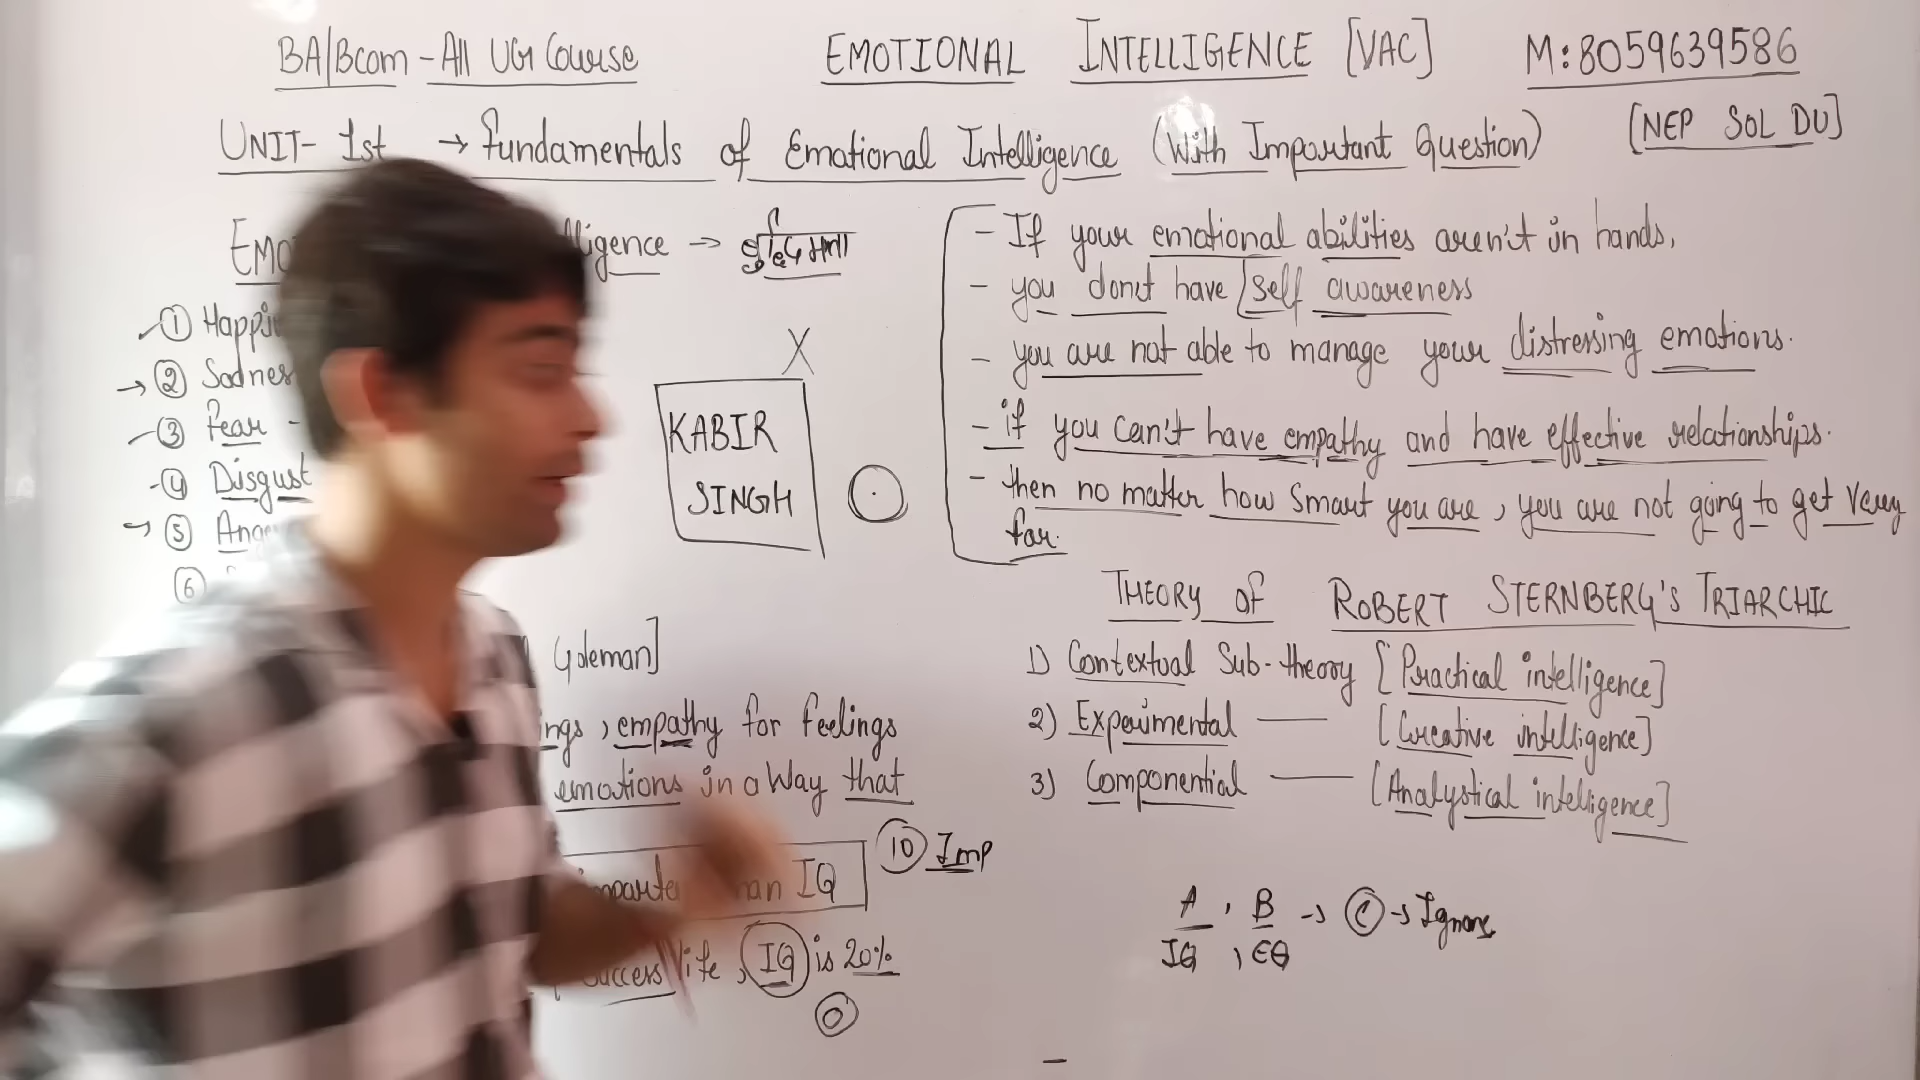 BA/Bcom - All UG Course
EMOTIONAL INTELLIGENCE [VAC]
M: 8059639586
[NEP SOL DU]
UNIT- 1st → fundamentals of Emotional Intelligence (With Important Question)
① Happi
② Sadnes
③ Fear -
④ Disgust
⑤ Ange
⑥
KABIR
SINGH
X
- If your emotional abilities aren't in hands,
- you don't have self awareness
- you are not able to manage your distressing emotions.
- if you can't have empathy and have effective relationships.
- then no matter how smart you are, you are not going to get very
far.
Goleman]
ngs, empathy for feelings
emotions in a way that
han IQ
⑩ Imp
success life, IQ is 20%
THEORY OF ROBERT STERNBERG'S TRIARCHIC
1) Contextual Sub-theory [Practical intelligence]
2) Experimental — [Creative intelligence]
3) Componential — [Analystical intelligence]
A, B → C → Ignore
IQ, EQ